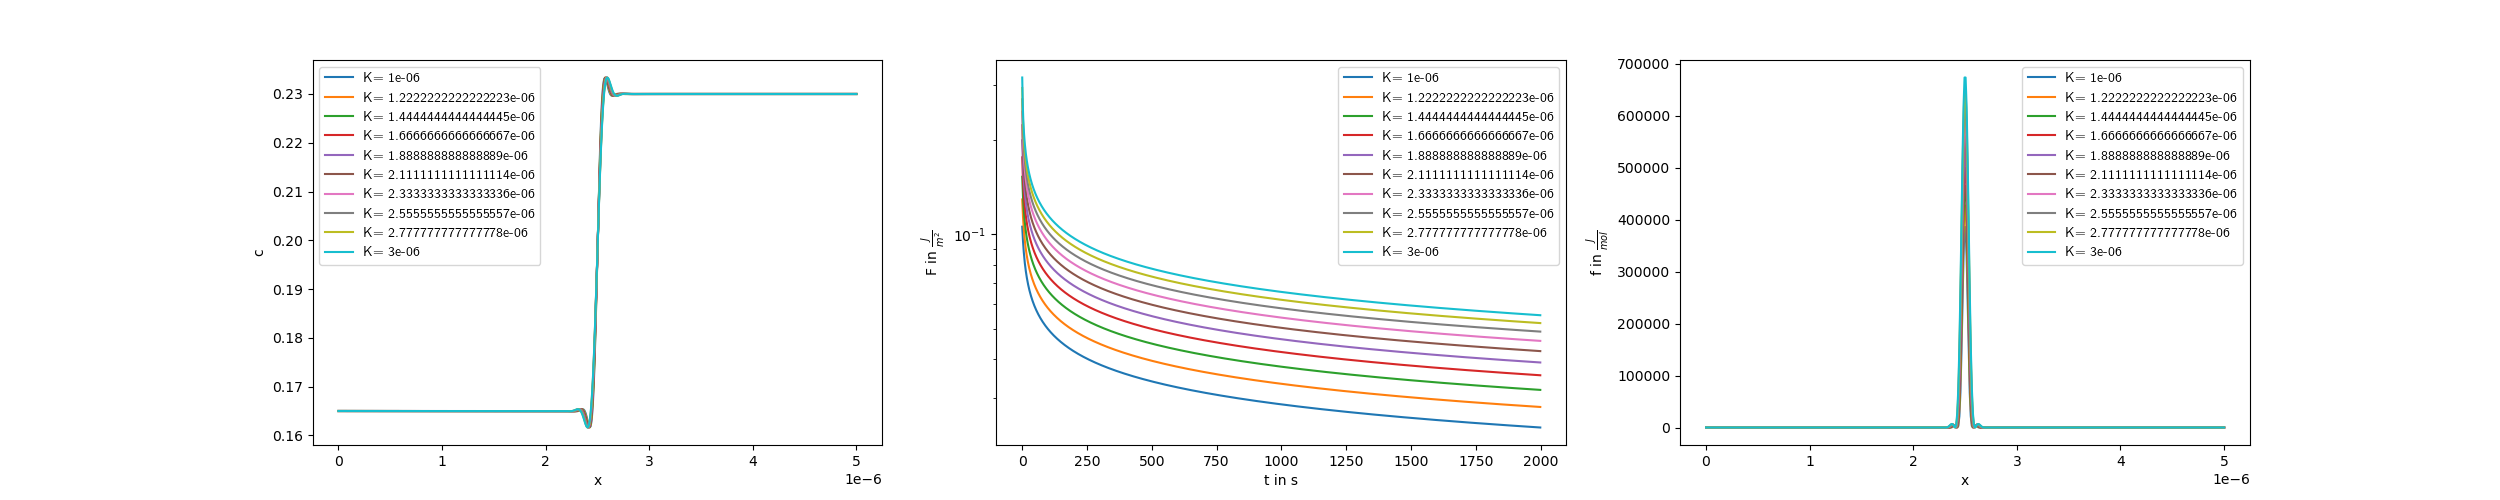 K= 1e-06
K= 1.2222222222222223e-06
K= 1.4444444444444445e-06
K= 1.6666666666666667e-06
K= 1.888888888888889e-06
K= 2.1111111111111114e-06
K= 2.3333333333333336e-06
K= 2.5555555555555557e-06
K= 2.777777777777778e-06
K= 3e-06
0.23
0.22
0.21
0.20
0.19
0.18
0.17
0.16
c
0 1 2 3 4 5
1e−6
x
K= 1e-06
K= 1.2222222222222223e-06
K= 1.4444444444444445e-06
K= 1.6666666666666667e-06
K= 1.888888888888889e-06
K= 2.1111111111111114e-06
K= 2.3333333333333336e-06
K= 2.5555555555555557e-06
K= 2.777777777777778e-06
K= 3e-06
10⁻¹
F in J/m²
0 250 500 750 1000 1250 1500 1750 2000
t in s
K= 1e-06
K= 1.2222222222222223e-06
K= 1.4444444444444445e-06
K= 1.6666666666666667e-06
K= 1.888888888888889e-06
K= 2.1111111111111114e-06
K= 2.3333333333333336e-06
K= 2.5555555555555557e-06
K= 2.777777777777778e-06
K= 3e-06
700000
600000
500000
400000
300000
200000
100000
0
f in J/mol
0 1 2 3 4 5
1e−6
x